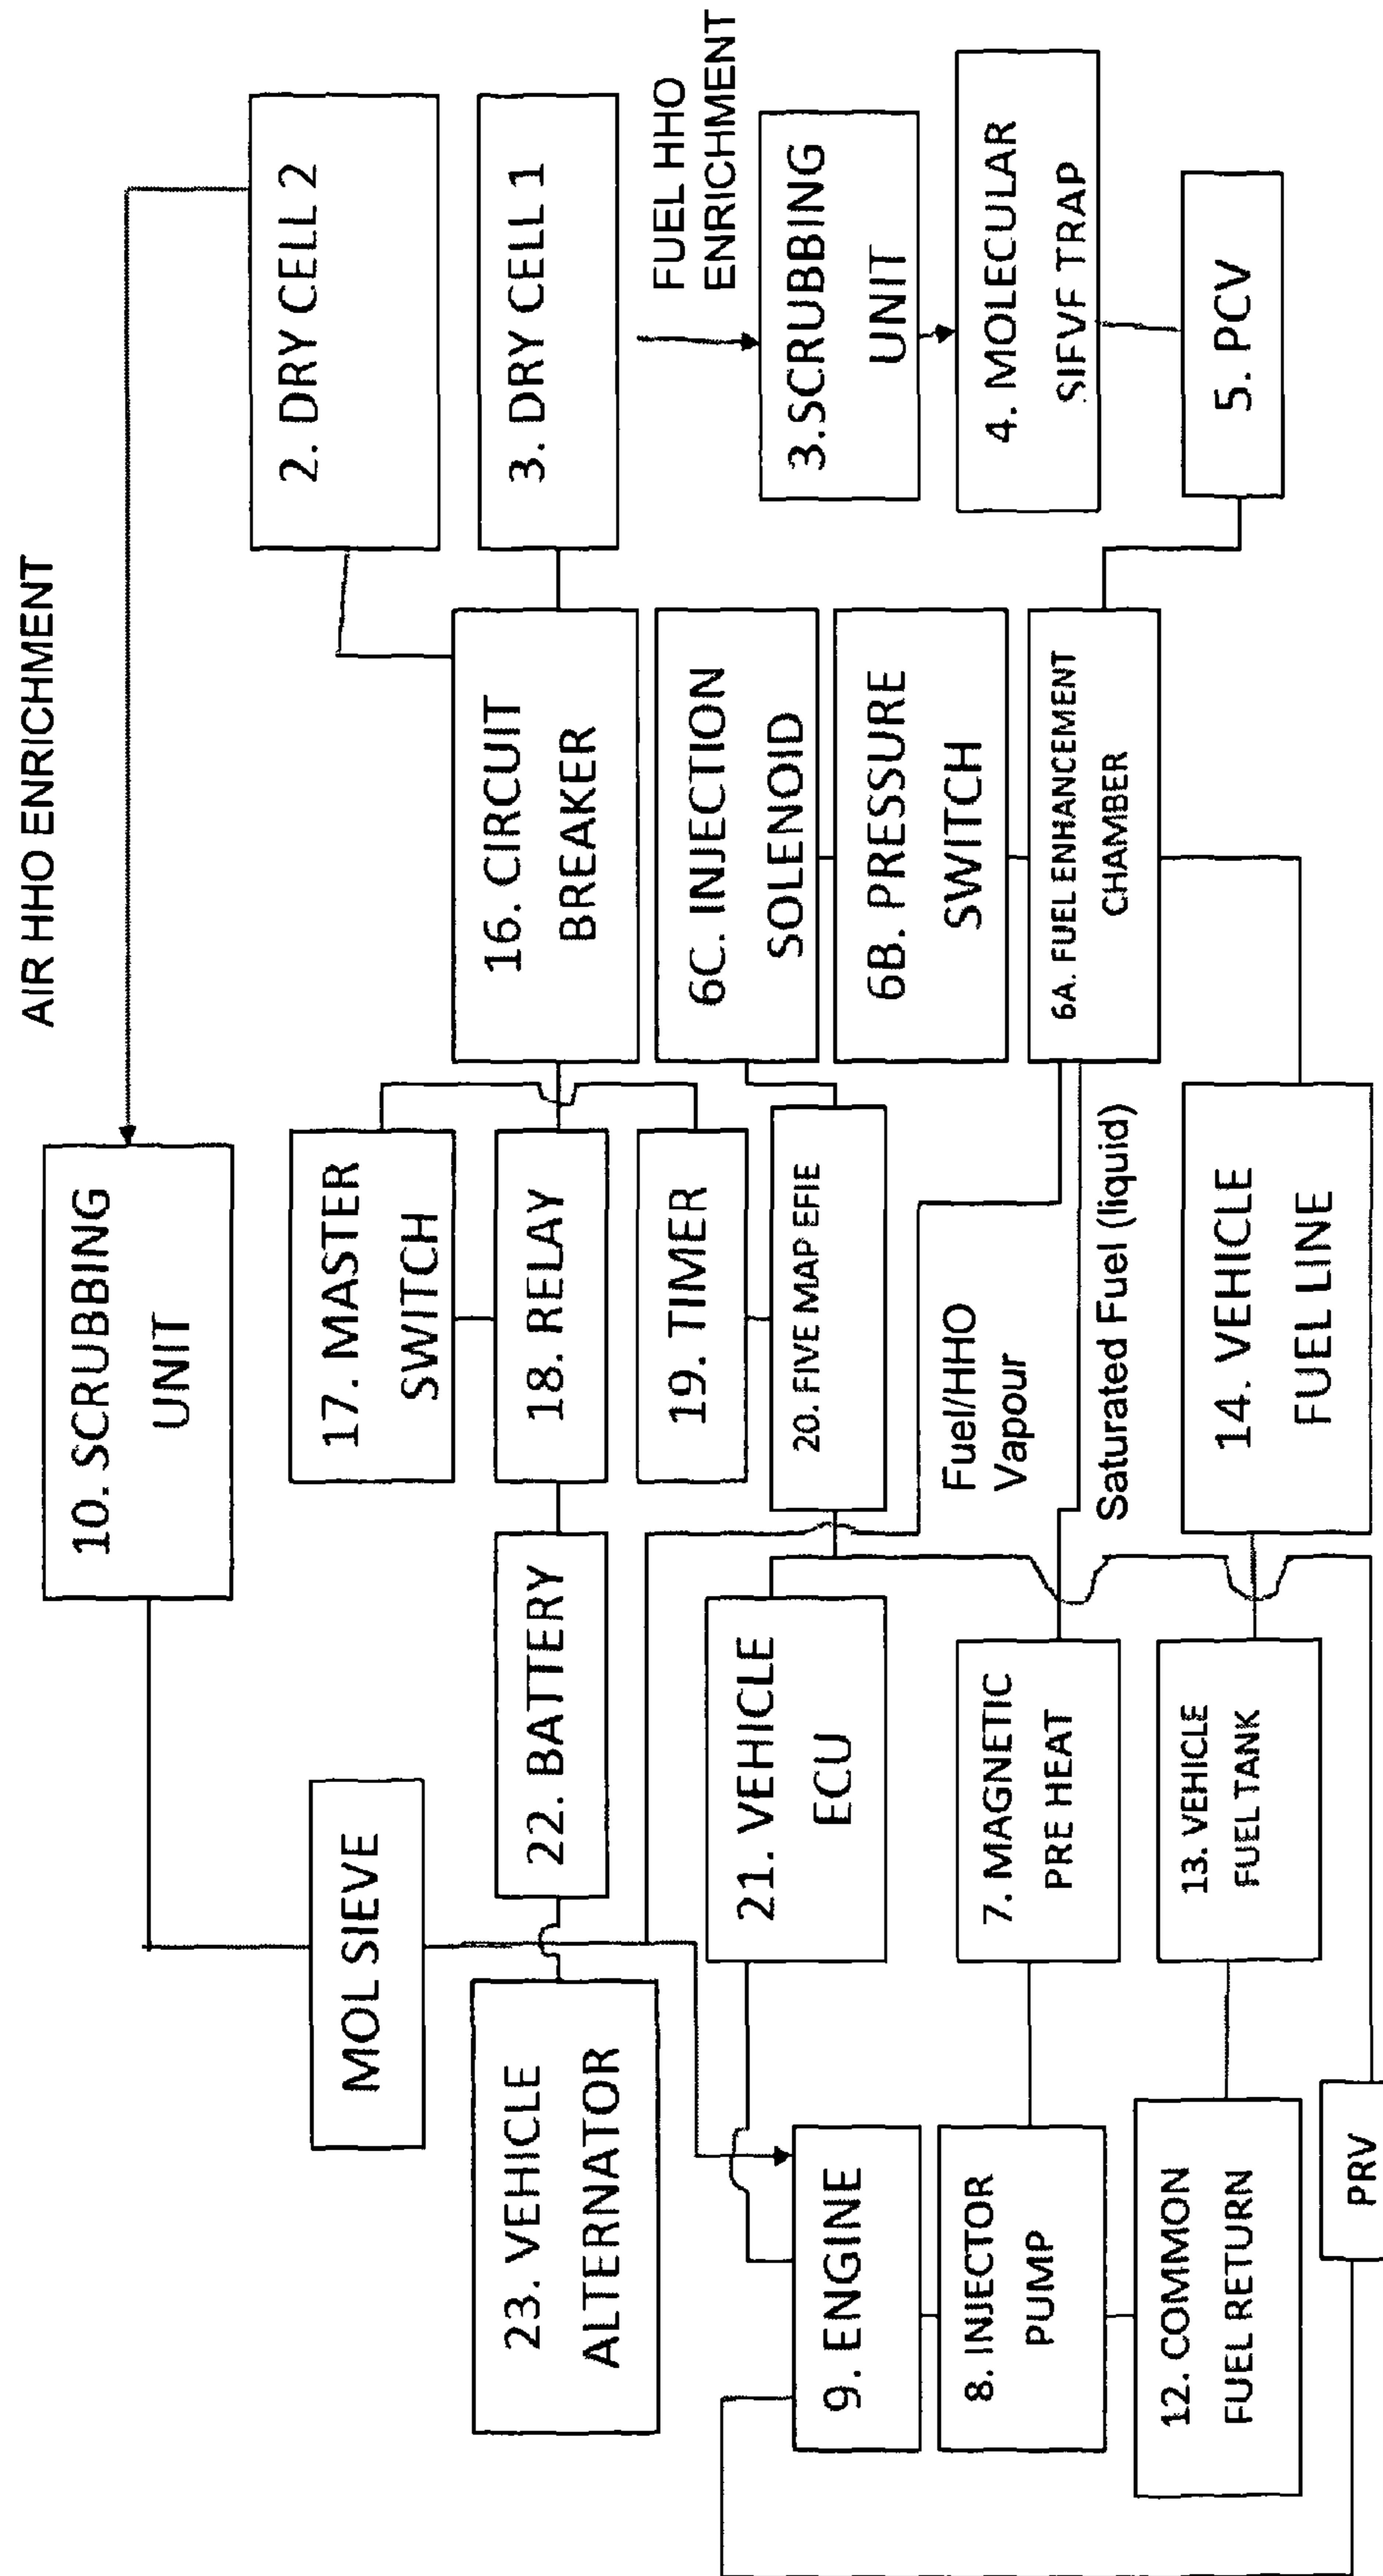 AIR HHO ENRICHMENT
10. SCRUBBING
UNIT
2. DRY CELL 2
MOL SIEVE
17. MASTER
SWITCH
3. DRY CELL 1
23. VEHICLE
ALTERNATOR
22. BATTERY
18. RELAY
16. CIRCUIT
BREAKER
19. TIMER
6C. INJECTION
SOLENOID
FUEL HHO
ENRICHMENT
21. VEHICLE
ECU
20. FIVE MAP EFIE
6B. PRESSURE
SWITCH
3.SCRUBBING
UNIT
9. ENGINE
Fuel/HHO
Vapour
8. INJECTOR
PUMP
7. MAGNETIC
PRE HEAT
6A. FUEL ENHANCEMENT
CHAMBER
4. MOLECULAR
SIFVF TRAP
Saturated Fuel (liquid)
12. COMMON
FUEL RETURN
13. VEHICLE
FUEL TANK
14. VEHICLE
FUEL LINE
5. PCV
PRV